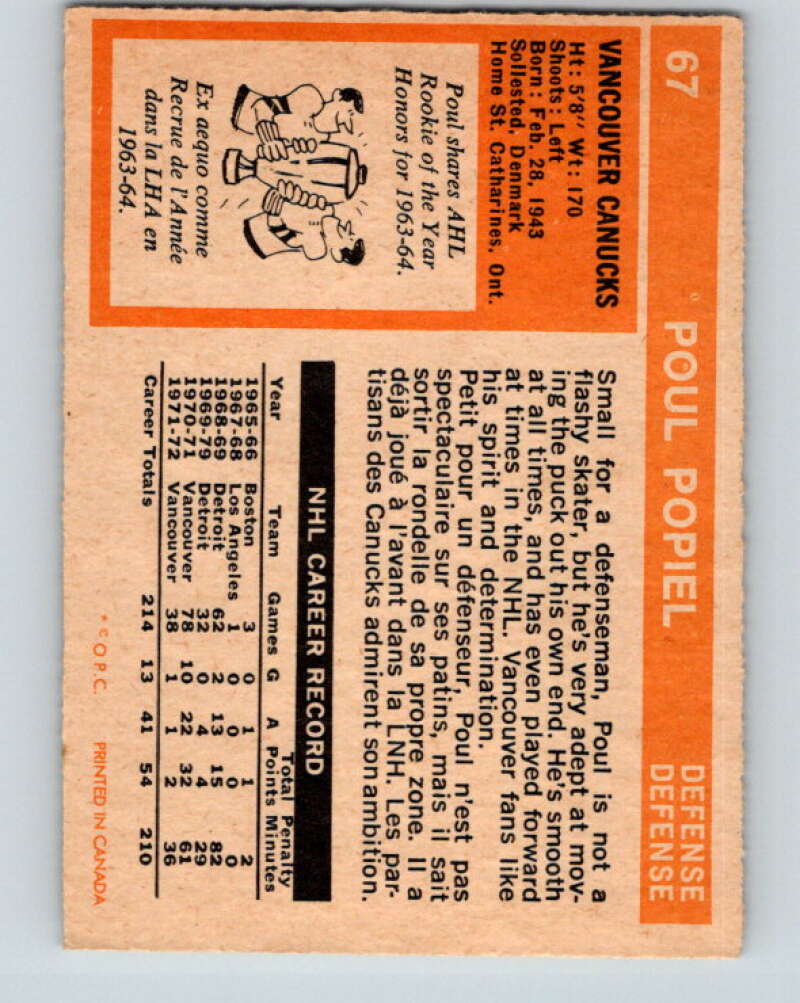 67
POUL POPIEL
DEFENSE
DEFENSE
VANCOUVER CANUCKS
Ht: 5'8" Wt: 170
Shoots: Left
Born: Feb. 28, 1943
Sollested, Denmark
Home St. Catharines, Ont.
Poul shares AHL
Rookie of the Year
Honors for 1963-64.
Ex aequo comme
Recrue de l'Année
dans la LHA en
1963-64.
Small for a defenseman, Poul is not a
flashy skater, but he's very adept at mov-
ing the puck out his own end. He's smooth
at all times, and has even played forward
at times in the NHL. Vancouver fans like
his spirit and determination.
Petit pour un défenseur, Poul n'est pas
spectaculaire sur ses patins, mais il sait
sortir la rondelle de sa propre zone. Il a
déjà joué à l'avant dans la LNH. Les par-
tisans des Canucks admirent son ambition.
NHL CAREER RECORD
Total Penalty
Year Team Games G A Points Minutes
1965-66 Boston 3 0 1 1 2
1967-68 Los Angeles 1 0 0 0 0
1968-69 Detroit 62 2 13 15 82
1969-79 Detroit 32 0 4 4 29
1970-71 Vancouver 78 10 22 32 61
1971-72 Vancouver 38 1 1 2 36
Career Totals 214 13 41 54 210
* © O.P.C. PRINTED IN CANADA